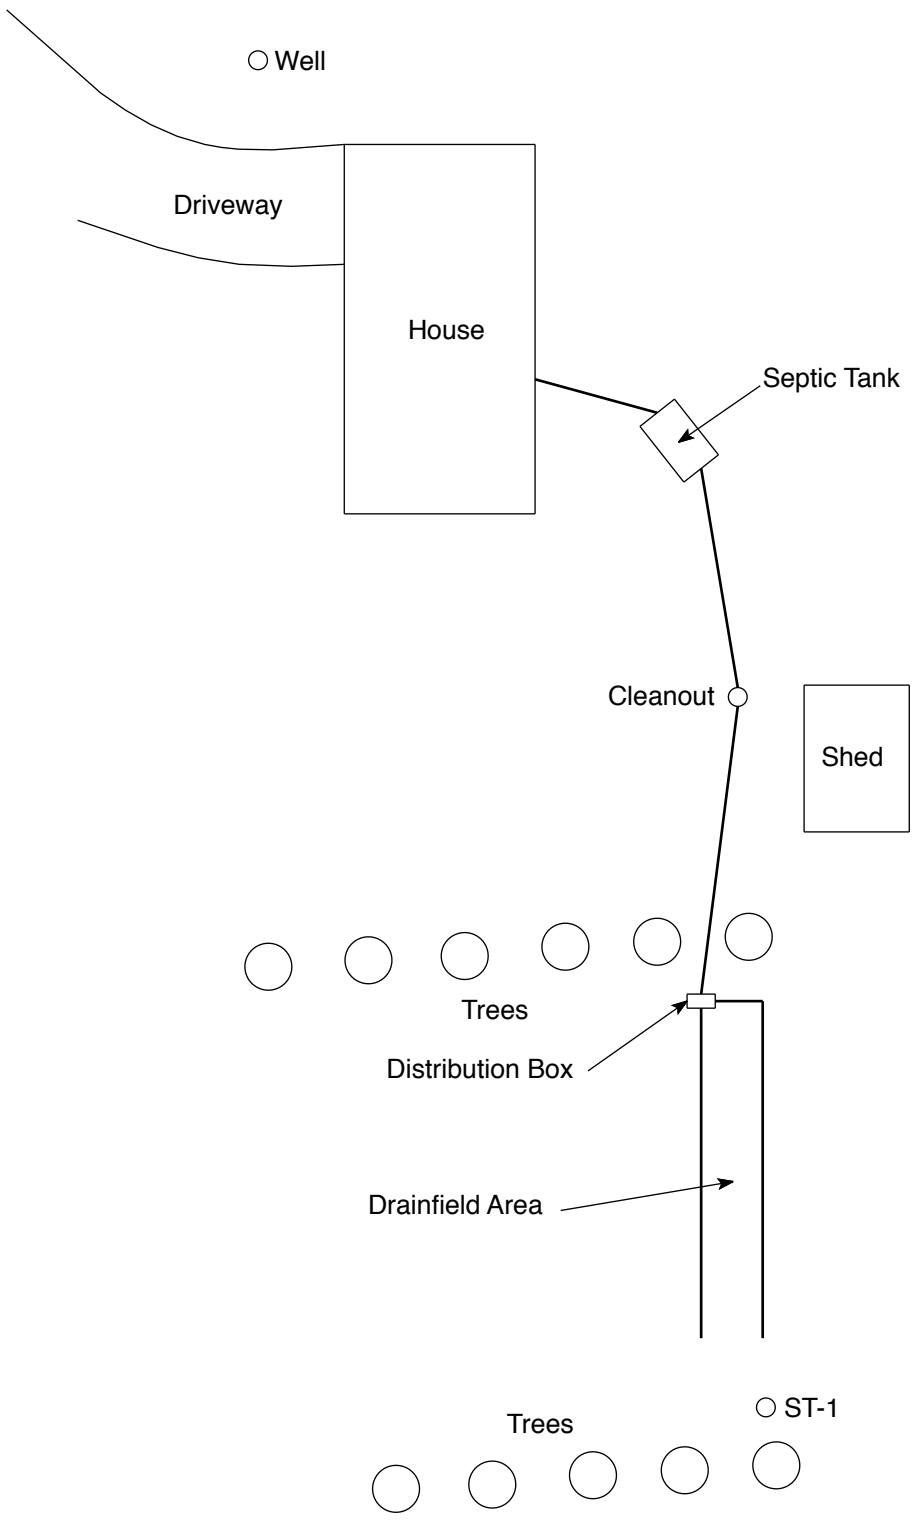 Well
Driveway
House
Septic Tank
Cleanout
Shed
Trees
Distribution Box
Drainfield Area
ST-1
Trees